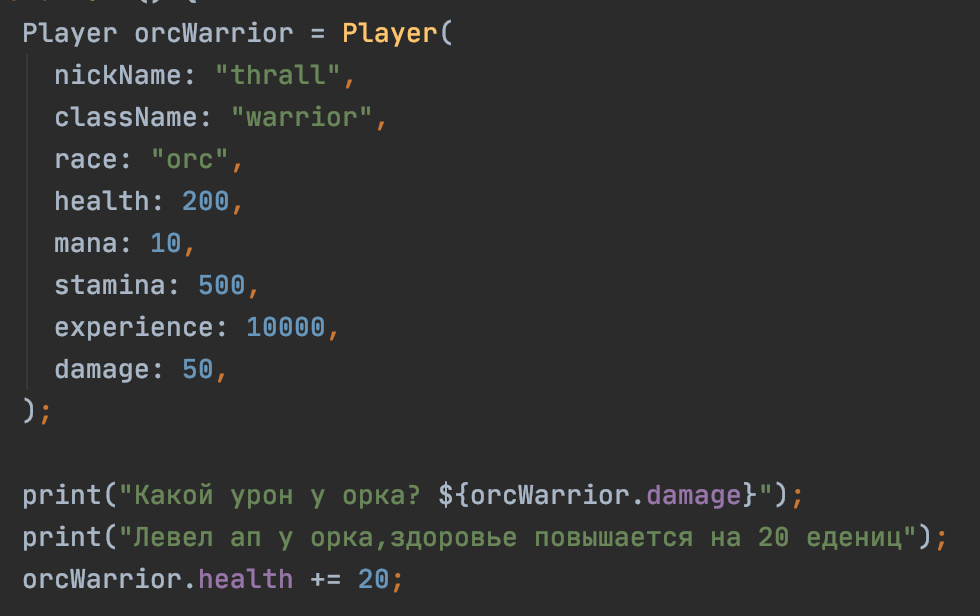 Player orcWarrior = Player(
nickName: "thrall",
className: "warrior",
race: "orc",
health: 200,
mana: 10,
stamina: 500,
experience: 10000,
damage: 50,
);
print("Какой урон у орка? ${orcWarrior.damage}");
print("Левел ап у орка,здоровье повышается на 20 едениц");
orcWarrior.health += 20;